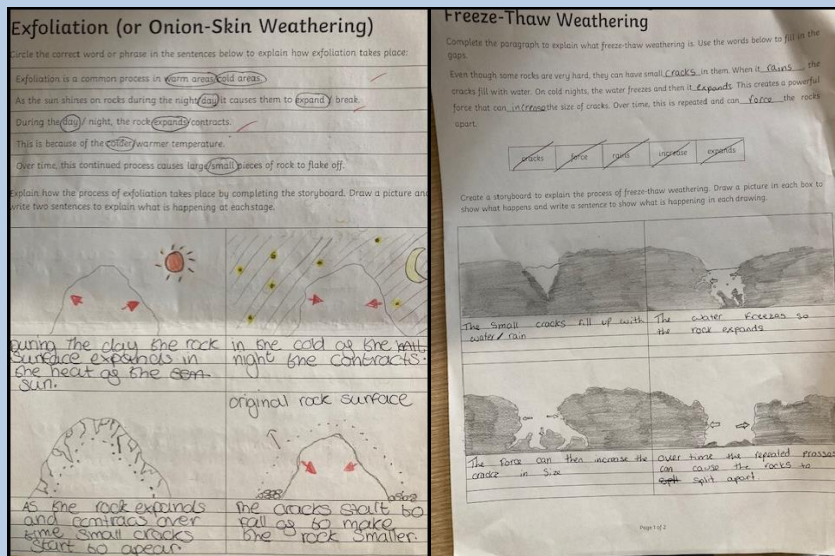 Exfoliation (or Onion-Skin Weathering)
Circle the correct word or phrase in the sentences below to explain how exfoliation takes place:
Exfoliation is a common process in warm areas/cold areas.
As the sun shines on rocks during the night/day, it causes them to expand / break.
During the day / night, the rock expands/contracts.
This is because of the colder/warmer temperature.
Over time, this continued process causes large/small pieces of rock to flake off.
Explain how the process of exfoliation takes place by completing the storyboard. Draw a picture and
write two sentences to explain what is happening at each stage.
During the day the rock
surface expands in
the heat of the
sun.
in the cold of the
night the contracts.
original rock surface
As the rock expands
and contracs over
time small cracks
start to apear.
the cracks start to
fall of to make
the rock smaller.
Freeze-Thaw Weathering
Complete the paragraph to explain what freeze-thaw weathering is. Use the words below to fill in the
gaps.
Even though some rocks are very hard, they can have small cracks in them. When it rains the
cracks fill with water. On cold nights, the water freezes and then it expands. This creates a powerful
force that can increase the size of cracks. Over time, this is repeated and can force the rocks
apart.
cracks force rains increase expands
Create a storyboard to explain the process of freeze-thaw weathering. Draw a picture in each box to
show what happens and write a sentence to show what is happening in each drawing.
The small cracks fill up with
water / rain
The water freezes so
the rock expands
The force can then increase the
in size
over time the repeated
can cause the rocks to
split apart.
Page 1 of 2